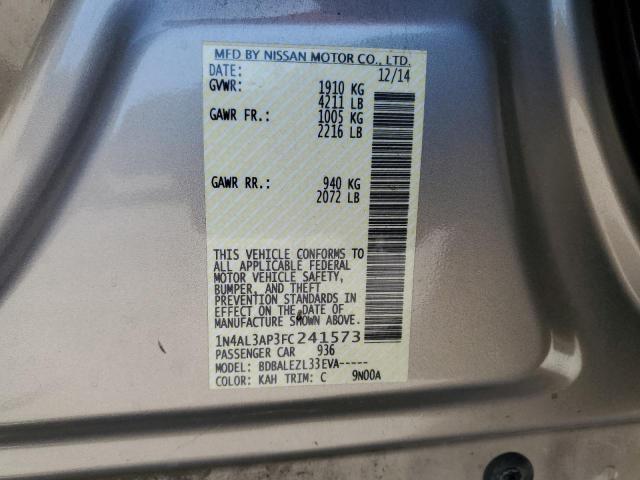 MFD BY NISSAN MOTOR CO., LTD.
DATE: 12/14
GVWR: 1910 KG
4211 LB
GAWR FR.: 1005 KG
2216 LB
GAWR RR.: 940 KG
2072 LB
THIS VEHICLE CONFORMS TO
ALL APPLICABLE FEDERAL
MOTOR VEHICLE SAFETY,
BUMPER, AND THEFT
PREVENTION STANDARDS IN
EFFECT ON THE DATE OF
MANUFACTURE SHOWN ABOVE.
1N4AL3AP3FC241573
PASSENGER CAR 936
MODEL: BDBALEZL33EVA-----
COLOR: KAH TRIM: C 9N00A